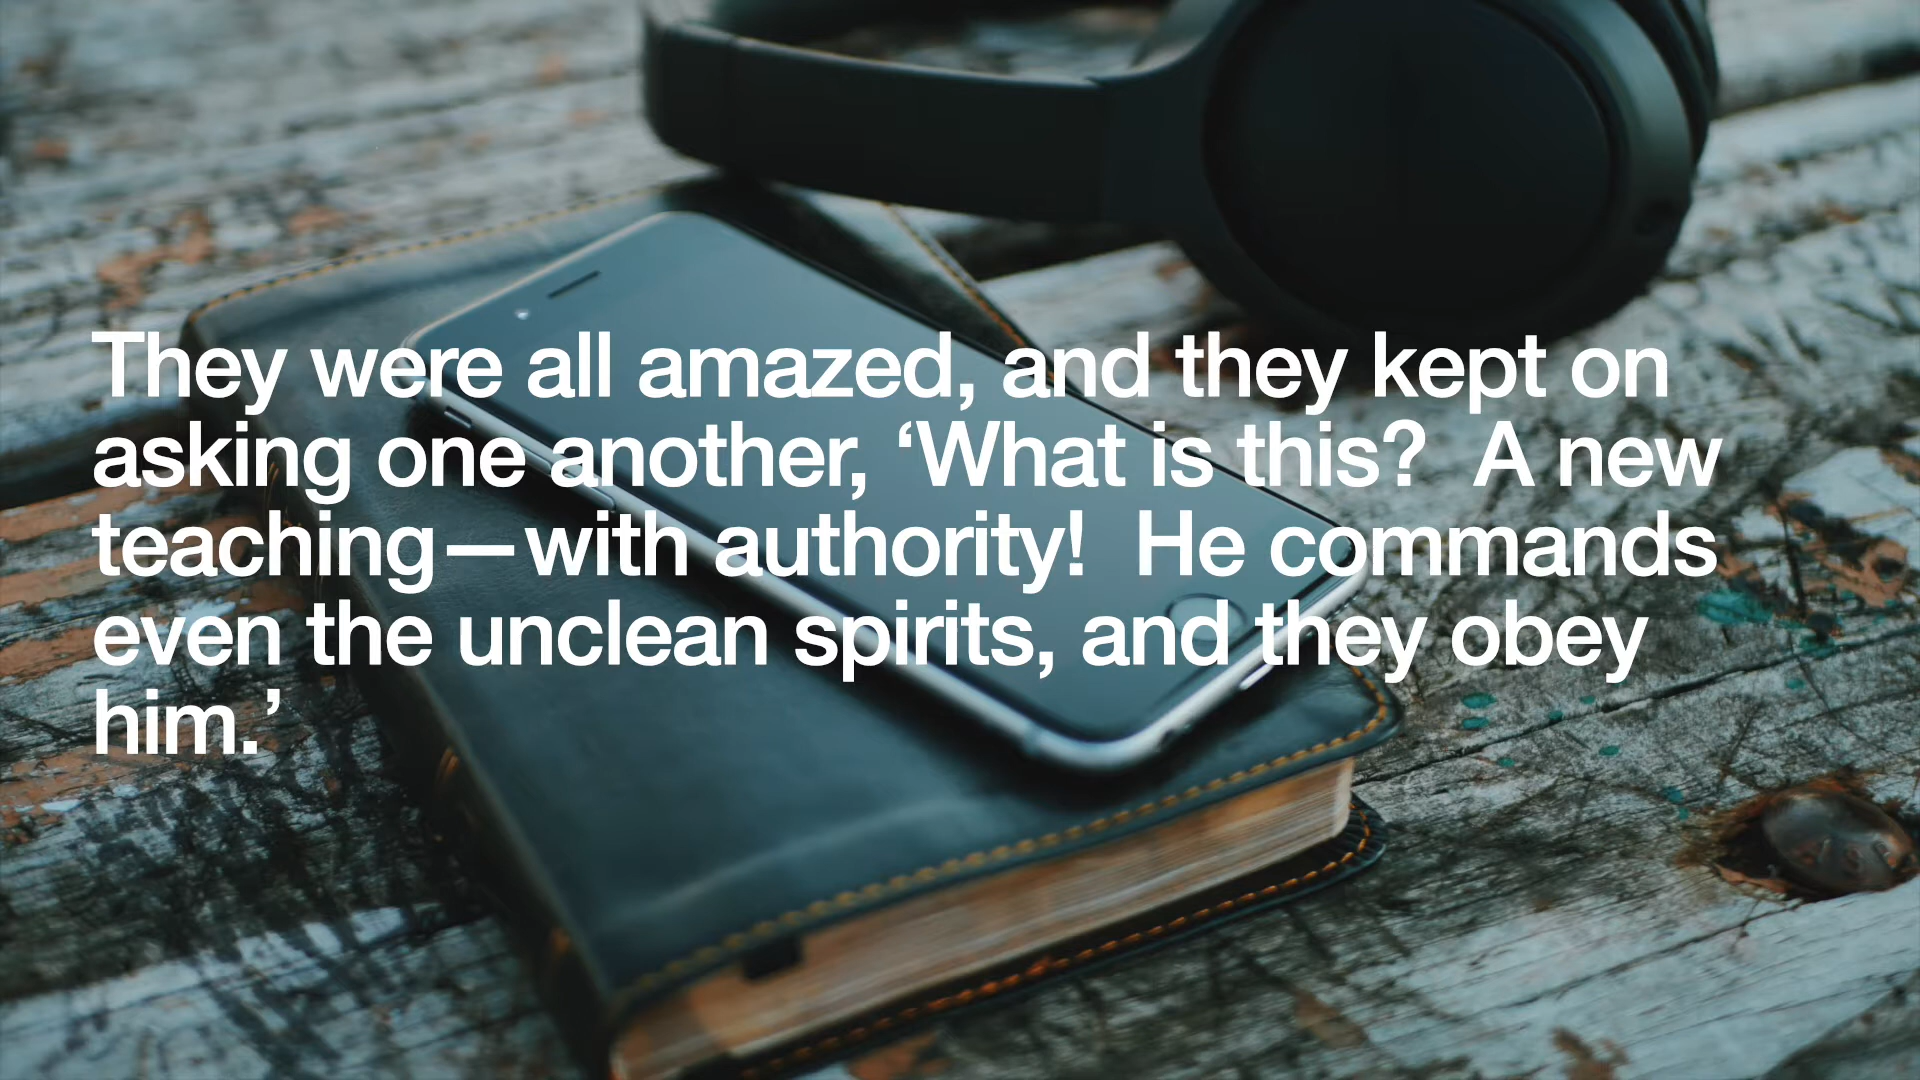 They were all amazed, and they kept on
asking one another, ‘What is this?  A new
teaching—with authority!  He commands
even the unclean spirits, and they obey
him.’